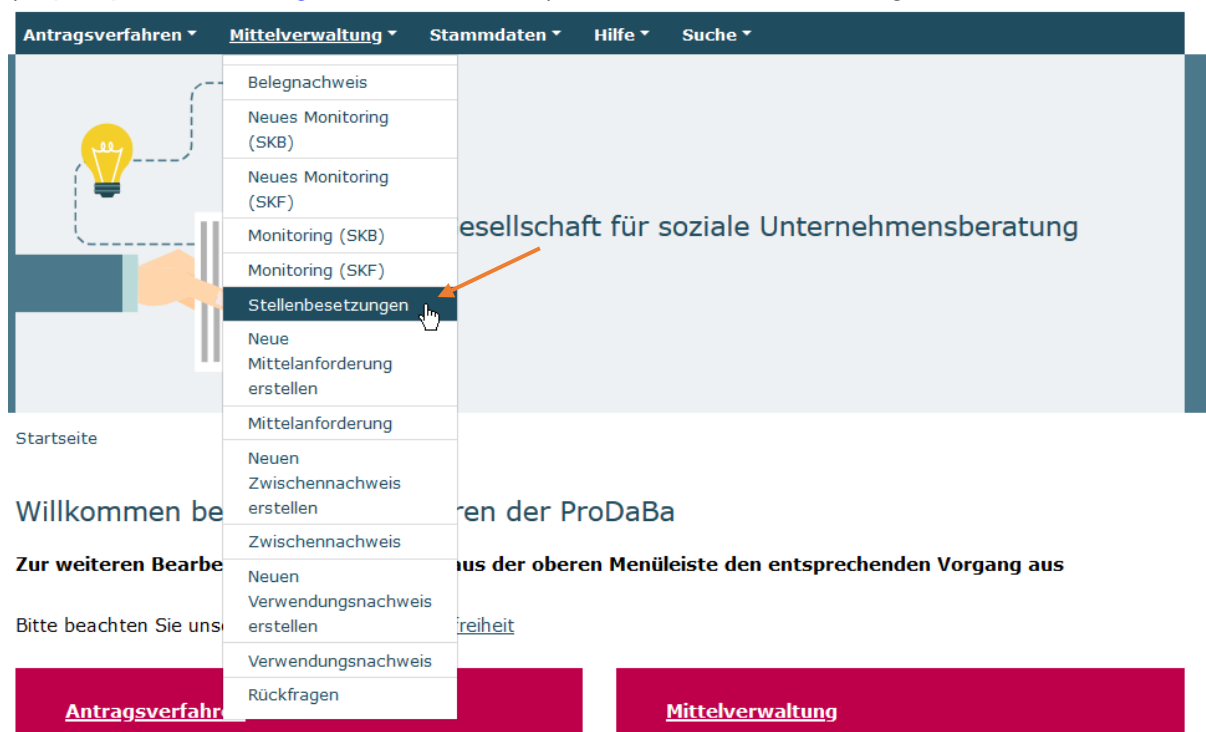 Antragsverfahren Mittelverwaltung Stammdaten Hilfe Suche
Belegnachweis
Neues Monitoring
(SKB)
Neues Monitoring
(SKF)
Monitoring (SKB)
Monitoring (SKF)
Stellenbesetzungen
Neue
Mittelanforderung
erstellen
Mittelanforderung
Neuen
Zwischennachweis
erstellen
Zwischennachweis
Neuen
Verwendungsnachweis
erstellen
Verwendungsnachweis
Rückfragen
esellschaft für soziale Unternehmensberatung
Startseite
Willkommen be ren der ProDaBa
Zur weiteren Bearbe aus der oberen Menüleiste den entsprechenden Vorgang aus
Bitte beachten Sie uns freiheit
Antragsverfahr
Mittelverwaltung